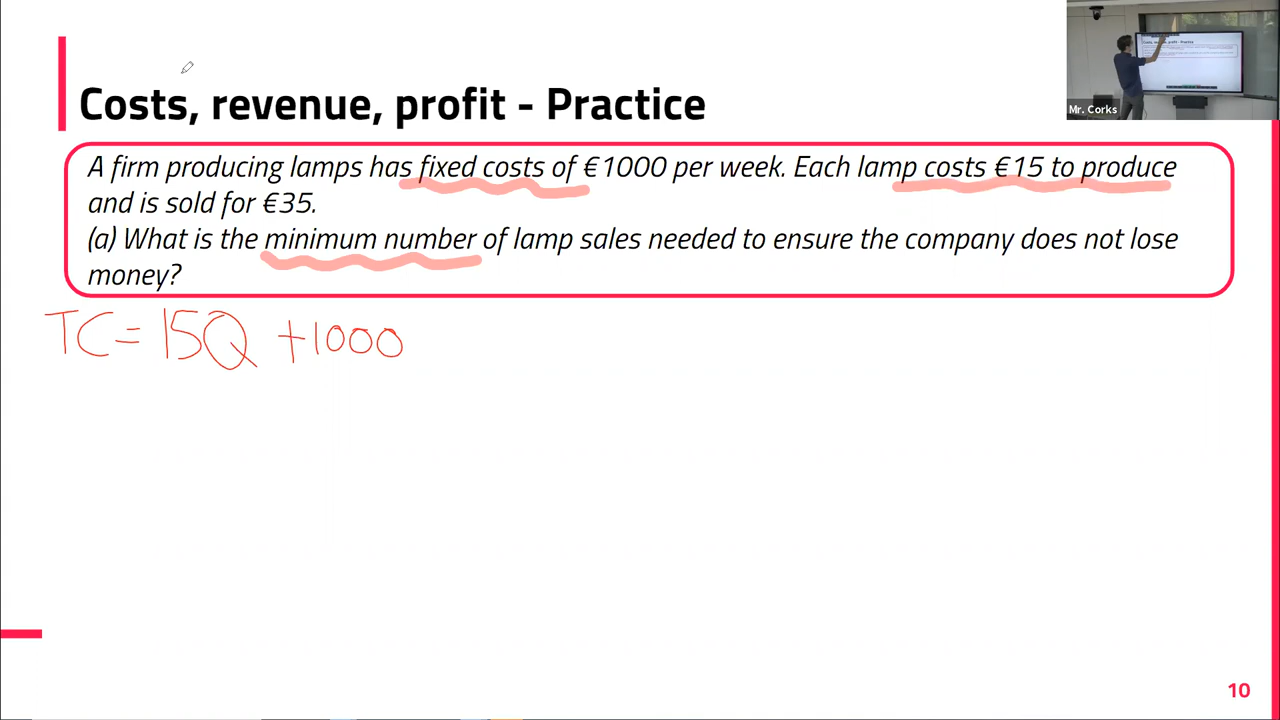 Costs, revenue, profit - Practice
Mr. Corks
A firm producing lamps has fixed costs of €1000 per week. Each lamp costs €15 to produce
and is sold for €35.
(a) What is the minimum number of lamp sales needed to ensure the company does not lose
money?
TC = 15Q +1000
10